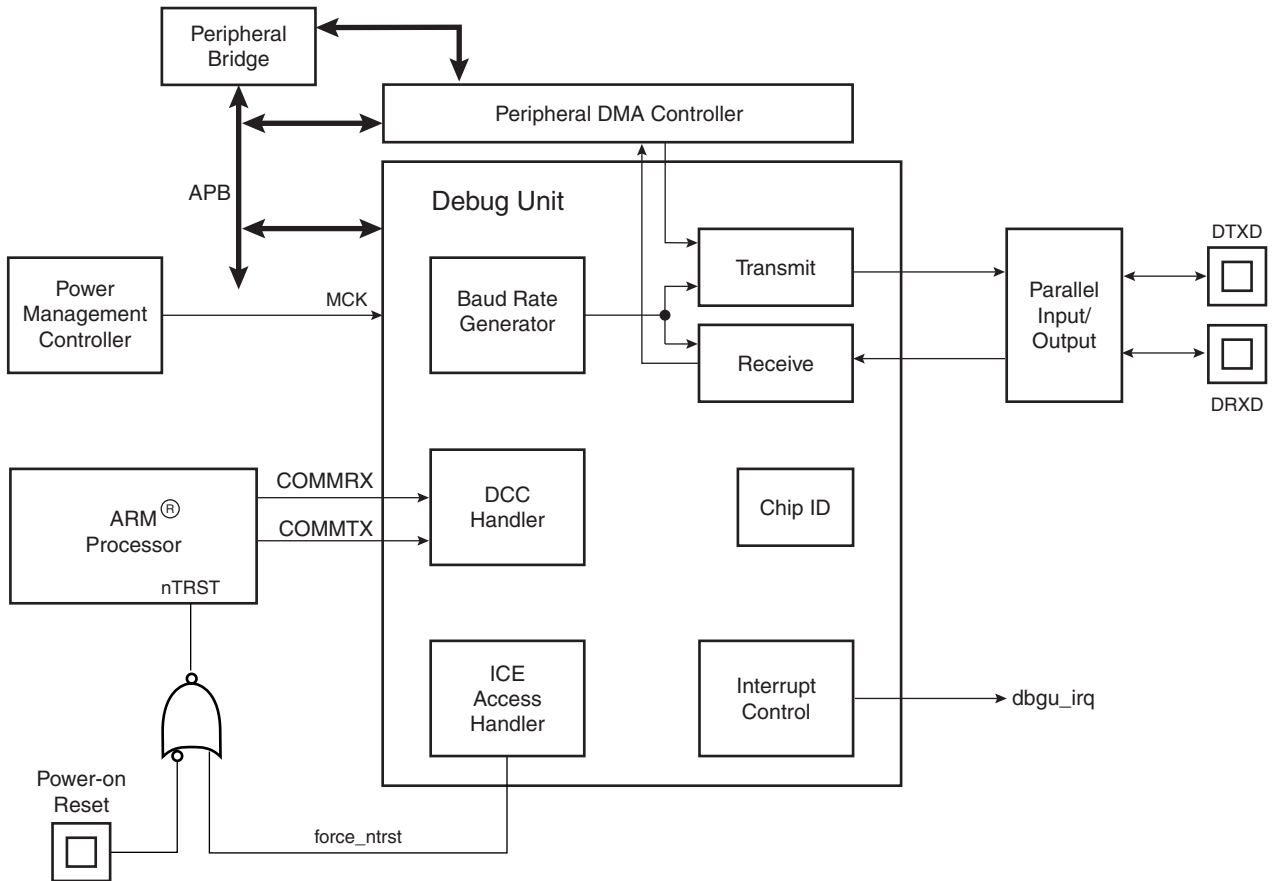 Peripheral
Bridge
Peripheral DMA Controller
APB
Debug Unit
Power
Management
Controller
MCK
Baud Rate
Generator
Transmit
Receive
Parallel
Input/
Output
DTXD
DRXD
ARM®
Processor
nTRST
COMMRX
COMMTX
DCC
Handler
Chip ID
ICE
Access
Handler
Interrupt
Control
dbgu_irq
Power-on
Reset
force_ntrst